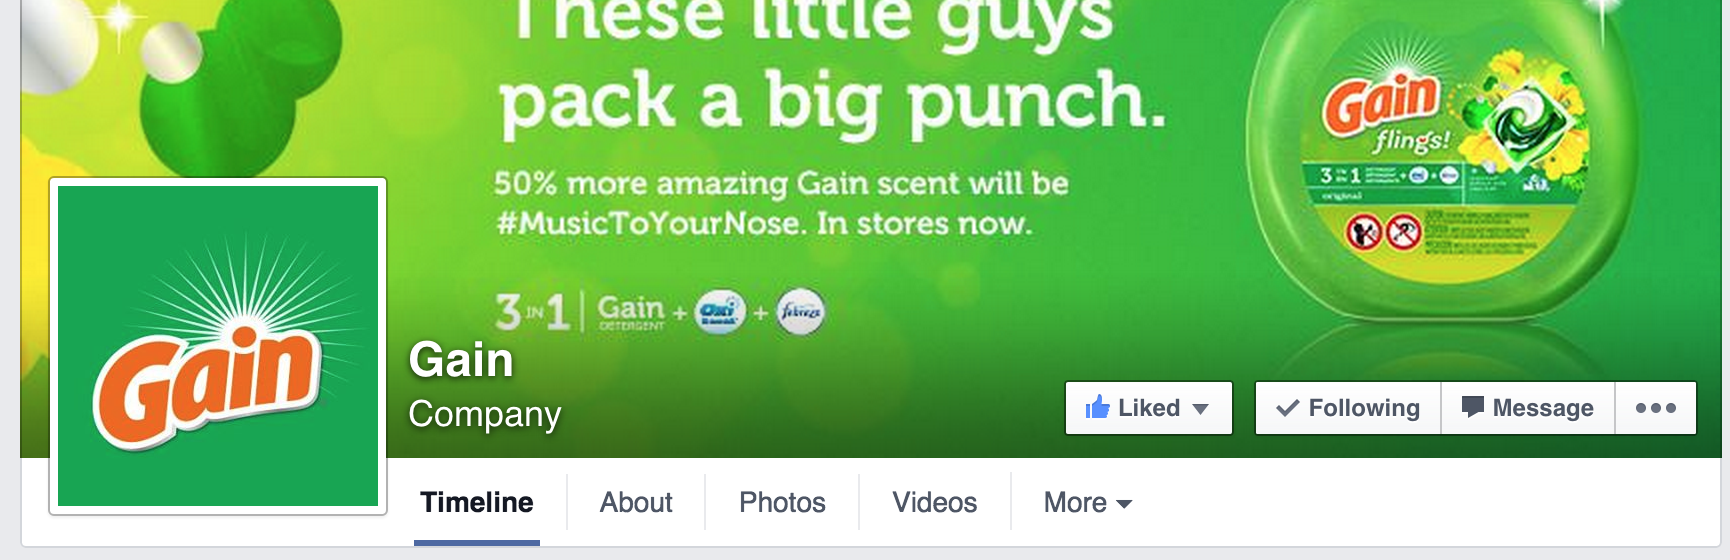 These little guys
pack a big punch.
50% more amazing Gain scent will be
#MusicToYourNose. In stores now.
3 IN 1 Gain + Oxi + febreze
DETERGENT
Gain
flings!
3 IN 1
original
Gain
Gain
Company
Liked
Following
Message
Timeline
About
Photos
Videos
More